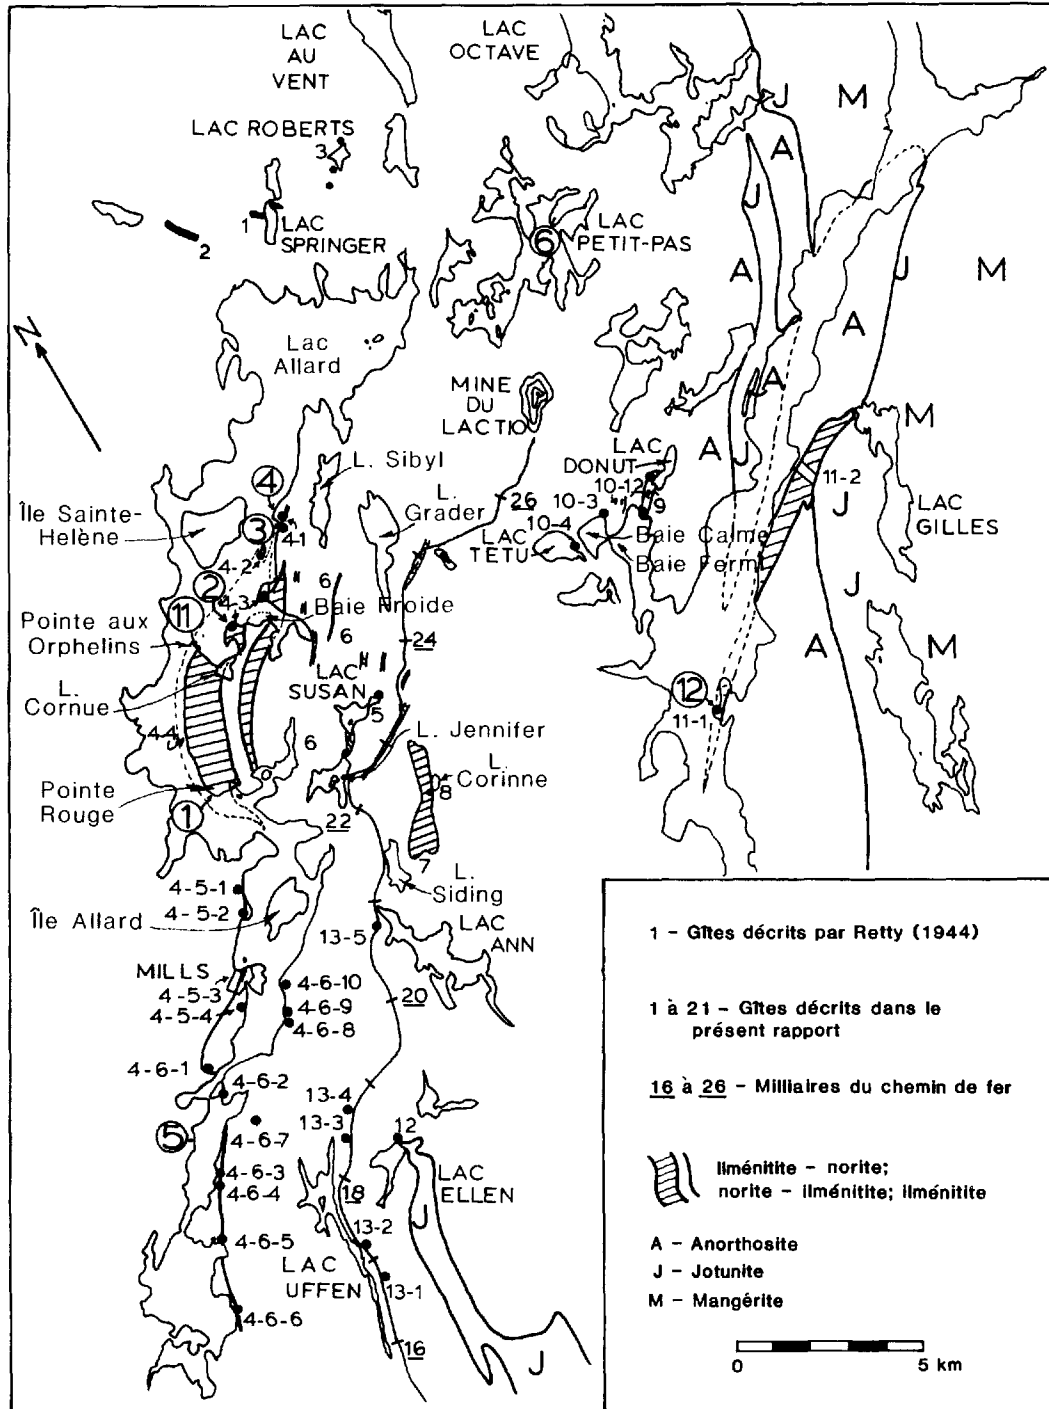 LAC
AU
VENT
LAC
OCTAVE
J
M
LAC ROBERTS
3
A
J
1
LAC
SPRINGER
2
6
LAC
PETIT-PAS
A
J
M
N
Lac
Allard
A
MINE
DU
LAC TIO
A
J
A
M
L. Sibyl
LAC
DONUT
A
J
11-2
4
26
10-12
Île Sainte-
Hélène
L.
Grader
10-3
9
J
LAC
GILLES
3
4-1
10-4
LAC
TÊTU
Baie Calme
4-2
Baie Ferm
2
6
4-3
Baie Froide
J
11
Pointe aux
Orphelins
6
24
A
M
LAC
SUSAN
12
L.
Cornue
5
11-1
4-4
6
L. Jennifer
Pointe
Rouge
L.
Corinne
8
1
22
7
L.
Siding
4-5-1
Île Allard
4-5-2
LAC
ANN
13-5
1 - Gîtes décrits par Retty (1944)
MILLS
4-5-3
4-6-10
20
4-5-4
4-6-9
4-6-8
1 à 21 - Gîtes décrits dans le
présent rapport
4-6-1
4-6-2
16 à 26 - Milliaires du chemin de fer
13-4
5
4-6-7
13-3
12
4-6-3
4-6-4
18
LAC
ELLEN
J
Ilménitite - norite;
norite - ilménitite; ilménitite
4-6-5
13-2
LAC
UFFEN
A - Anorthosite
J - Jotunite
M - Mangérite
13-1
4-6-6
16
J
0 5 km